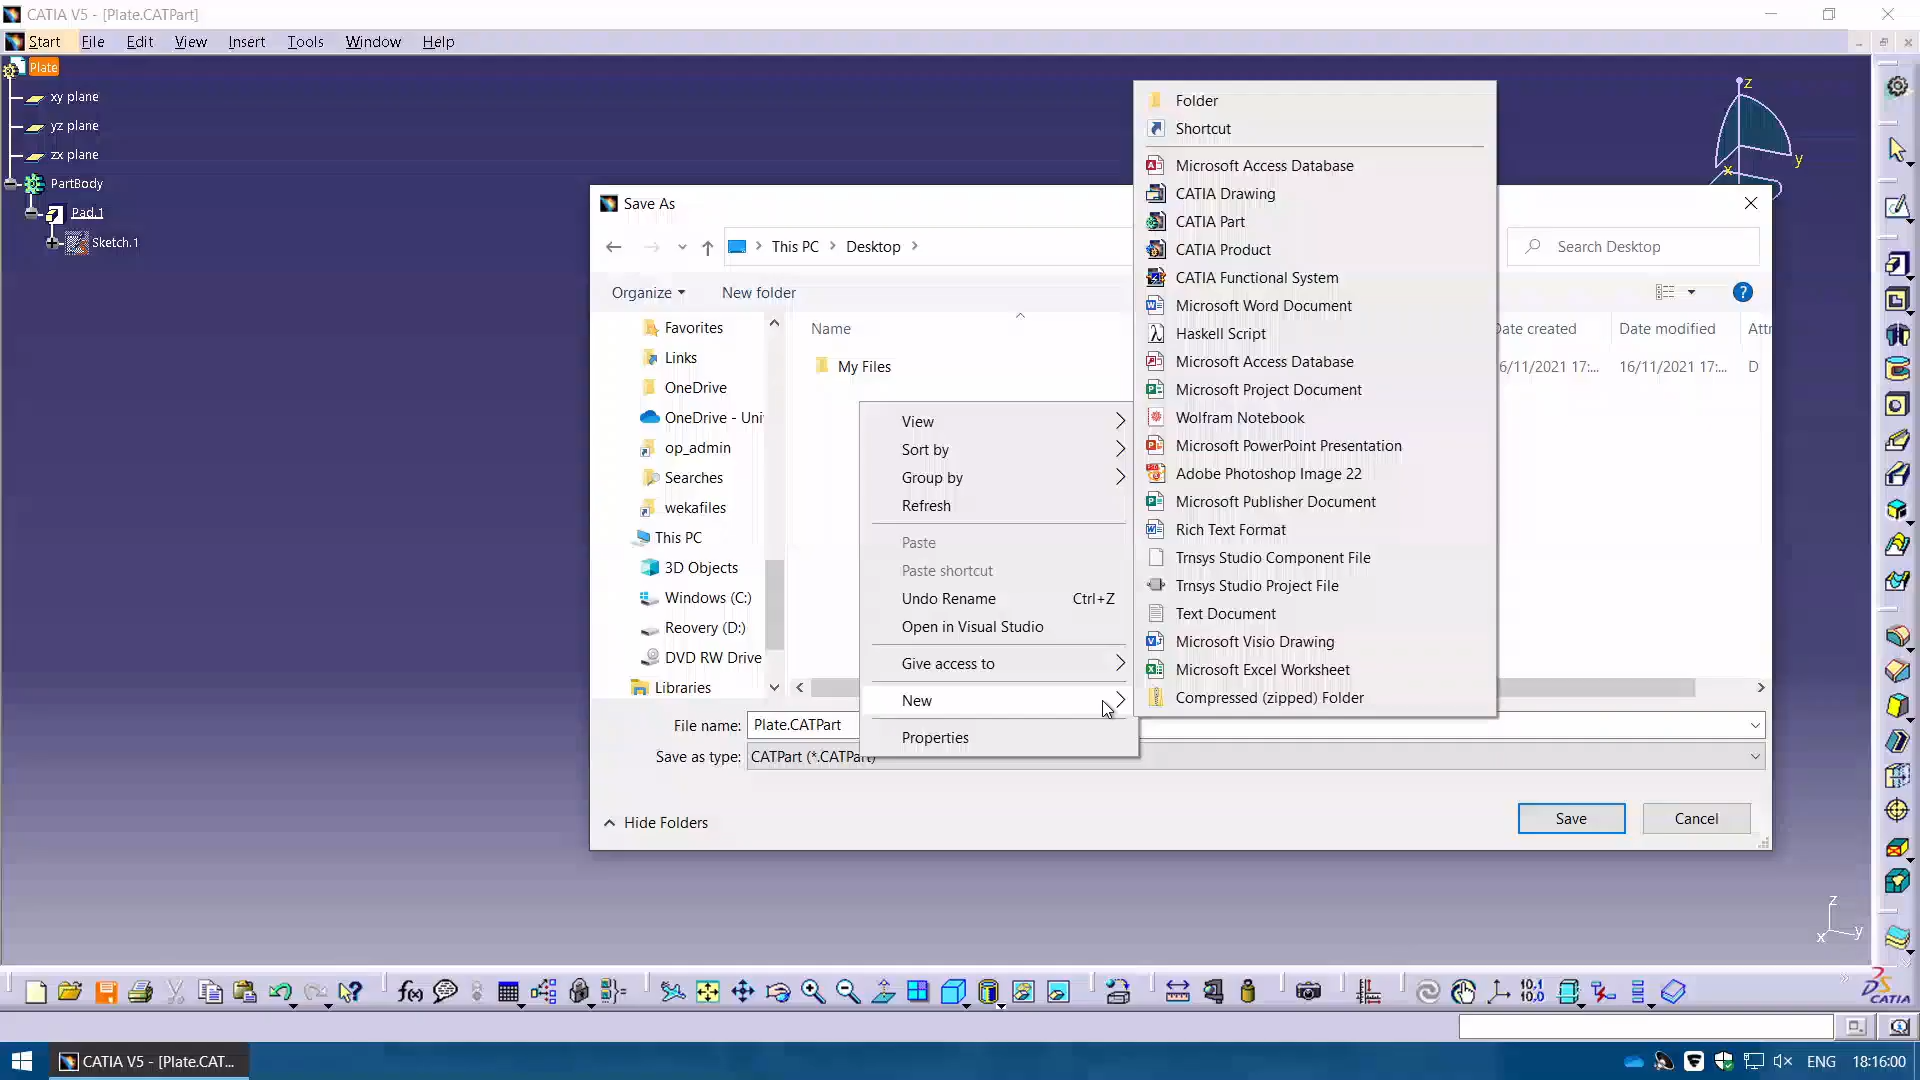 CATIA V5 - [Plate.CATPart]
Start File Edit View Insert Tools Window Help
Plate
xy plane
yz plane
zx plane
PartBody
Pad.1
Sketch.1
z
y
x
Save As
This PC > Desktop >
Search Desktop
Organize
New folder
Favorites
Links
OneDrive
OneDrive - Uni
op_admin
Searches
wekafiles
This PC
3D Objects
Windows (C:)
Reovery (D:)
DVD RW Drive
Libraries
Name
Date created
Date modified
Attr
My Files
6/11/2021 17:...
16/11/2021 17:...
D
View
Sort by
Group by
Refresh
Paste
Paste shortcut
Undo Rename Ctrl+Z
Open in Visual Studio
Give access to
New
Properties
Folder
Shortcut
Microsoft Access Database
CATIA Drawing
CATIA Part
CATIA Product
CATIA Functional System
Microsoft Word Document
Haskell Script
Microsoft Access Database
Microsoft Project Document
Wolfram Notebook
Microsoft PowerPoint Presentation
Adobe Photoshop Image 22
Microsoft Publisher Document
Rich Text Format
Trnsys Studio Component File
Trnsys Studio Project File
Text Document
Microsoft Visio Drawing
Microsoft Excel Worksheet
Compressed (zipped) Folder
File name: Plate.CATPart
Save as type: CATPart (*.CATPart)
Hide Folders
Save
Cancel
z
x
y
f(x)
10.0
10:0
CATIA
CATIA V5 - [Plate.CAT...
ENG
18:16:00